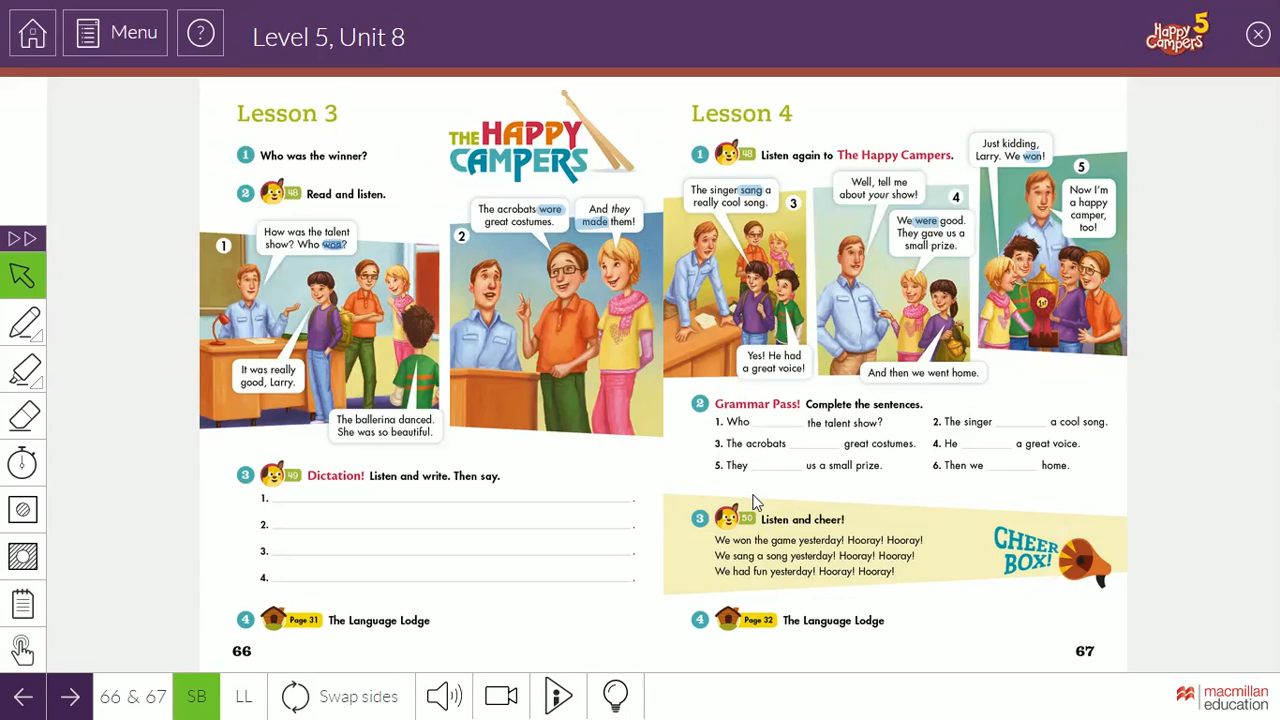 Menu
?
Level 5, Unit 8
Happy Campers 5
Lesson 3
THE HAPPY
CAMPERS
1 Who was the winner?
2 48 Read and listen.
1
How was the talent
show? Who won?
It was really
good, Larry.
The ballerina danced.
She was so beautiful.
2
The acrobats wore
great costumes.
And they
made them!
3 49 Dictation! Listen and write. Then say.
1. .
2. .
3. .
4. .
4 Page 31 The Language Lodge
66
Lesson 4
1 48 Listen again to The Happy Campers.
The singer sang a
really cool song.
3
Yes! He had
a great voice!
Well, tell me
about your show!
4
We were good.
They gave us a
small prize.
And then we went home.
Just kidding,
Larry. We won!
5
Now I'm
a happy
camper,
too!
1st
2 Grammar Pass! Complete the sentences.
1. Who ________ the talent show? 2. The singer ________ a cool song.
3. The acrobats ________ great costumes. 4. He ________ a great voice.
5. They ________ us a small prize. 6. Then we ________ home.
3 50 Listen and cheer!
We won the game yesterday! Hooray! Hooray!
We sang a song yesterday! Hooray! Hooray!
We had fun yesterday! Hooray! Hooray!
CHEER
BOX!
4 Page 32 The Language Lodge
67
66 & 67 SB LL Swap sides
macmillan
education